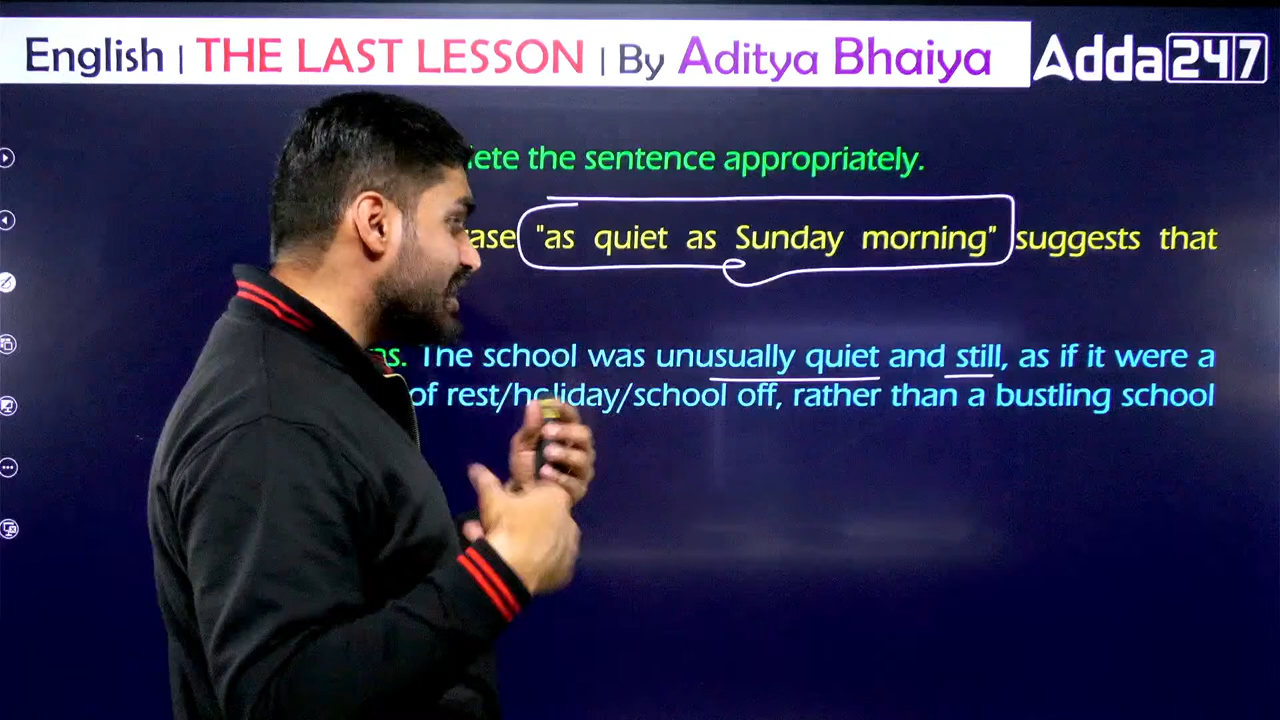 English | THE LAST LESSON | By Aditya Bhaiya
Adda247
the sentence appropriately.
"as quiet as Sunday morning" suggests that
The school was unusually quiet and still, as if it were a
of rest/holiday/school off, rather than a bustling school